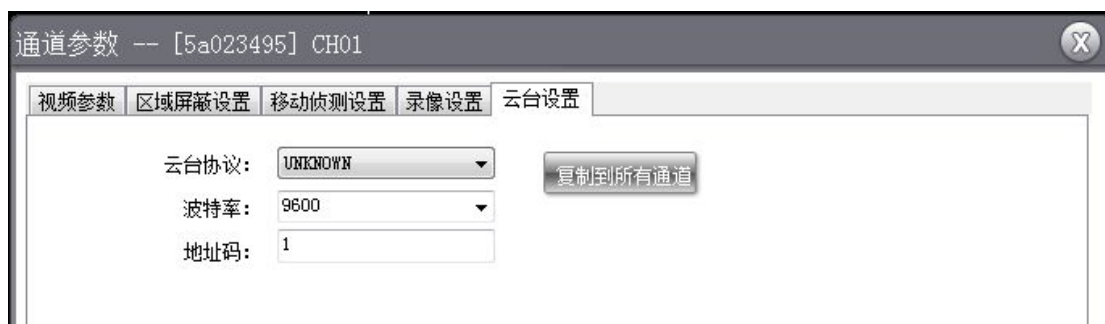 通道参数 -- [5a023495] CH01
视频参数 区域屏蔽设置 移动侦测设置 录像设置 云台设置
云台协议： UNKNOWN 复制到所有通道
波特率： 9600
地址码： 1